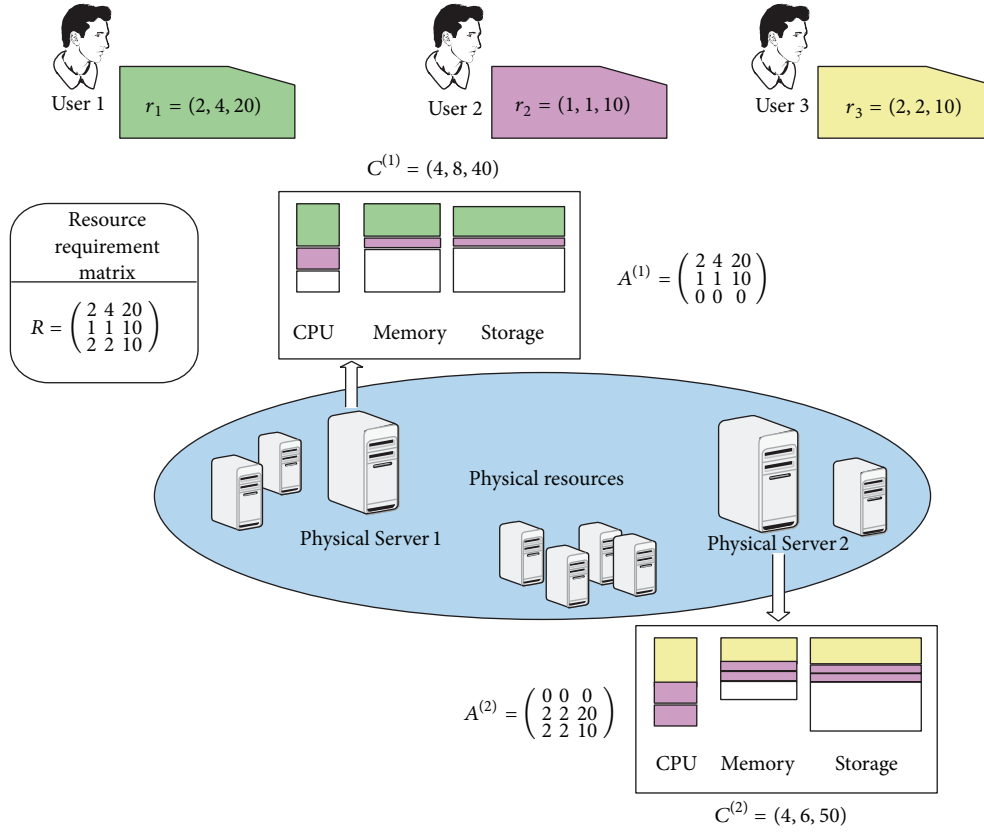 User 1
r₁ = (2, 4, 20)
User 2
r₂ = (1, 1, 10)
User 3
r₃ = (2, 2, 10)
C⁽¹⁾ = (4, 8, 40)
Resource
requirement
matrix
R = ( 2 4 20
1 1 10
2 2 10 )
CPU Memory Storage
A⁽¹⁾ = ( 2 4 20
1 1 10
0 0 0 )
Physical resources
Physical Server 1
Physical Server 2
A⁽²⁾ = ( 0 0 0
2 2 20
2 2 10 )
CPU Memory Storage
C⁽²⁾ = (4, 6, 50)